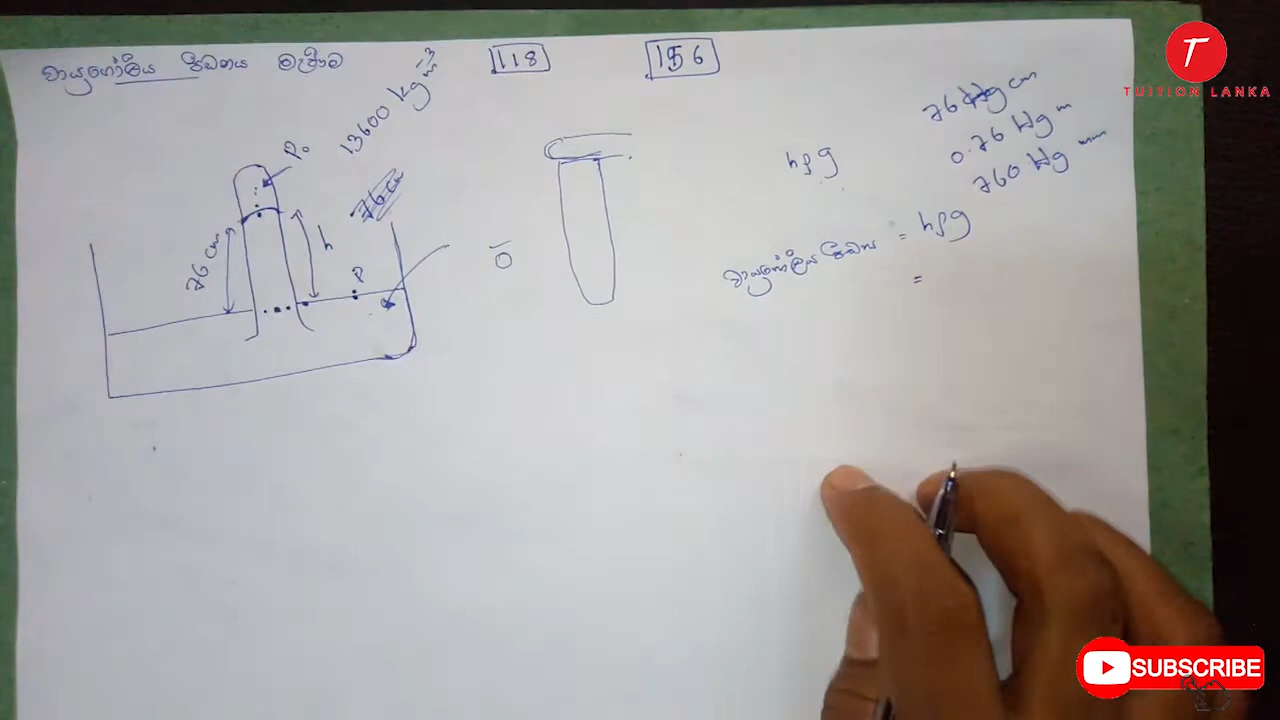 වායුගෝලීය පීඩනය මැනීම
118
156
T
TUITION LANKA
13600 kg m⁻³
P₀
76 cm
h
P
hρg
76 Hg cm
0.76 Hg m
760 Hg mm
වායුගෝලීය පීඩනය = hρg
=
SUBSCRIBE